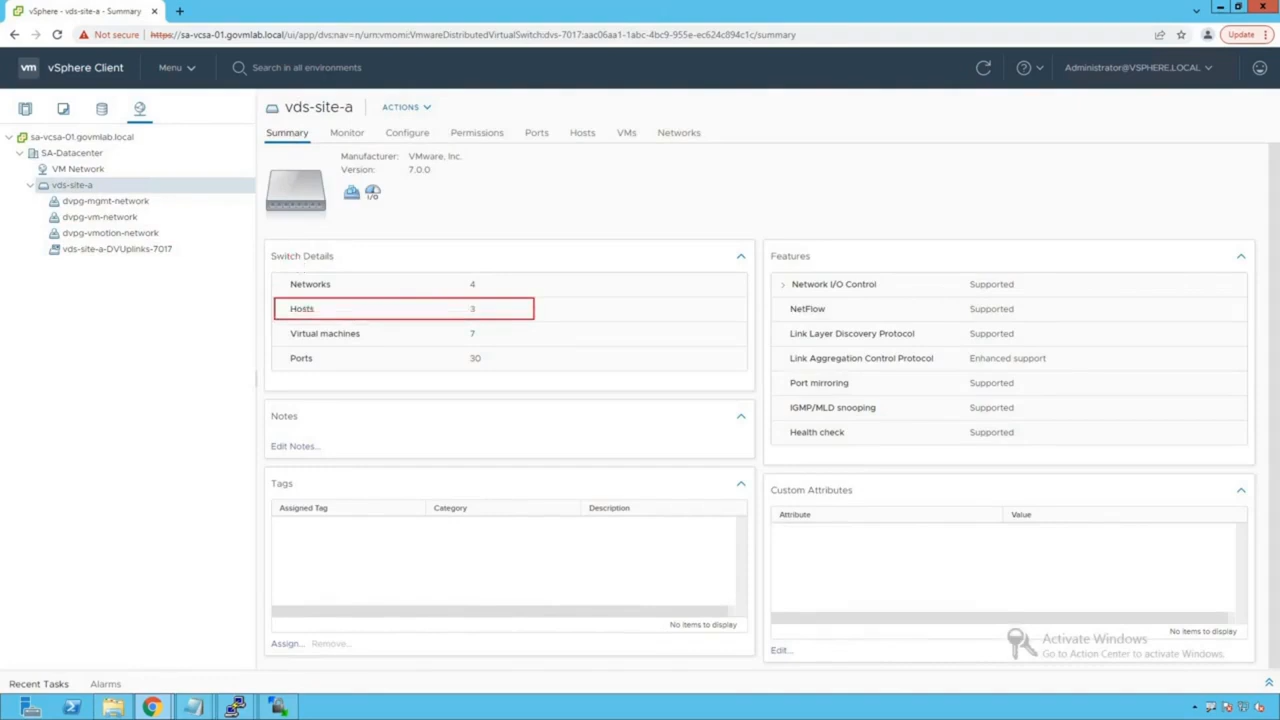 vSphere - vds-site-a - Summary
Not secure https://sa-vcsa-01.govmlab.local/ui/app/dvs;nav=n/urn:vmomi:VmwareDistributedVirtualSwitch:dvs-7017:aac06aa1-1abc-4bc9-955e-ec624c894c1c/summary
Update
vm vSphere Client Menu Search in all environments Administrator@VSPHERE.LOCAL
sa-vcsa-01.govmlab.local
SA-Datacenter
VM Network
vds-site-a
dvpg-mgmt-network
dvpg-vm-network
dvpg-vmotion-network
vds-site-a-DVUplinks-7017
vds-site-a ACTIONS
Summary Monitor Configure Permissions Ports Hosts VMs Networks
Manufacturer: VMware, Inc.
Version: 7.0.0
I/O
Switch Details
Networks 4
Hosts 3
Virtual machines 7
Ports 30
Notes
Edit Notes...
Tags
Assigned Tag Category Description
No items to display
Assign... Remove...
Features
Network I/O Control Supported
NetFlow Supported
Link Layer Discovery Protocol Supported
Link Aggregation Control Protocol Enhanced support
Port mirroring Supported
IGMP/MLD snooping Supported
Health check Supported
Custom Attributes
Attribute Value
No items to display
Edit...
Activate Windows
Go to Action Center to activate Windows.
Recent Tasks Alarms